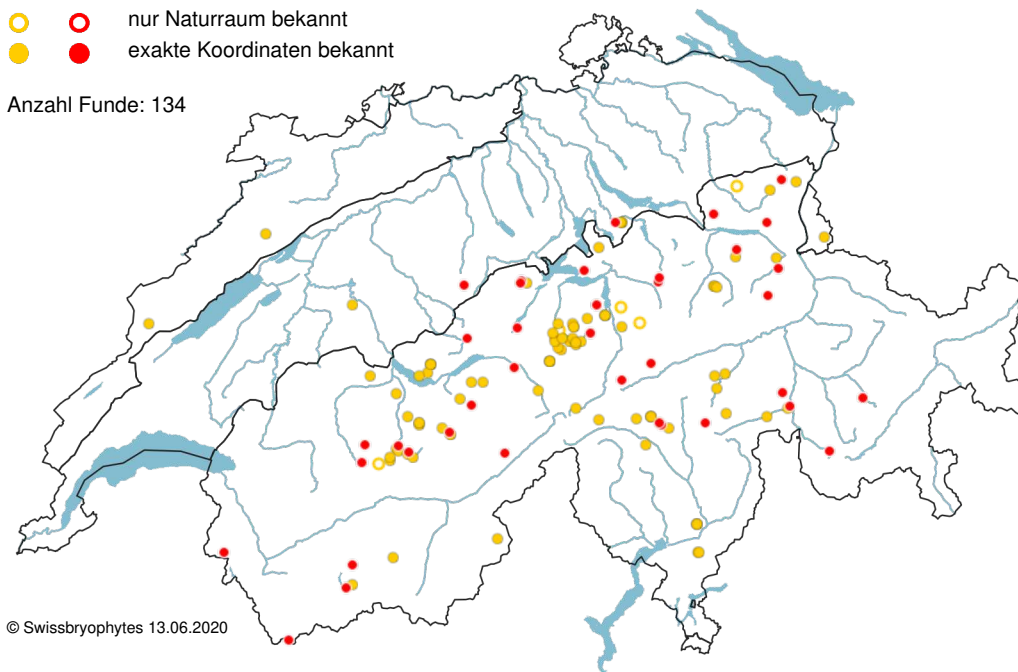 nur Naturraum bekannt
exakte Koordinaten bekannt
Anzahl Funde: 134
© Swissbryophytes 13.06.2020